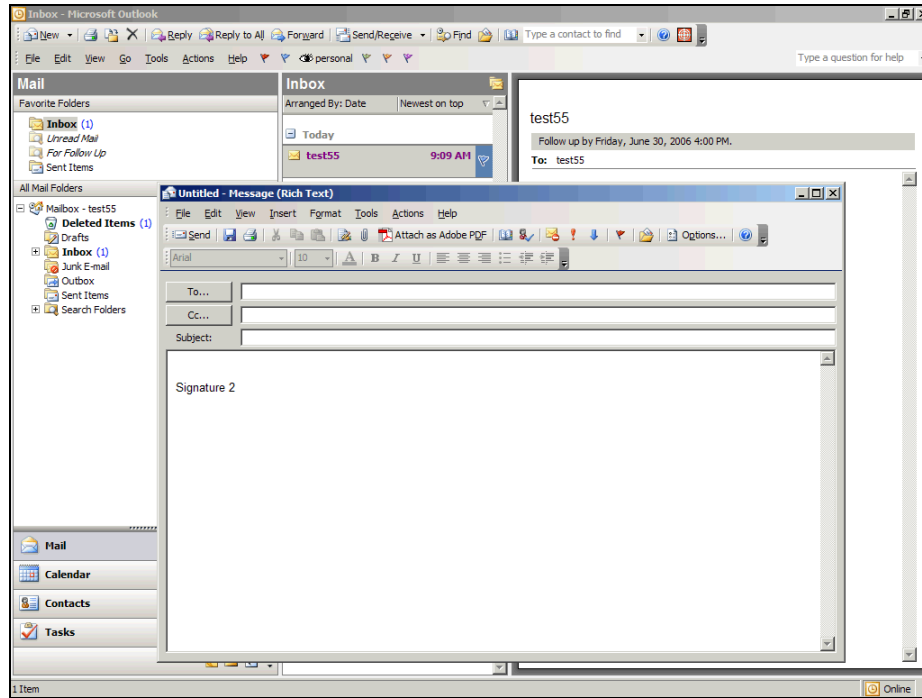 Inbox - Microsoft Outlook
New Reply Reply to All Forward Send/Receive Find Type a contact to find
File Edit View Go Tools Actions Help personal Type a question for help
Mail
Favorite Folders
Inbox (1)
Unread Mail
For Follow Up
Sent Items
All Mail Folders
Mailbox - test55
Deleted Items (1)
Drafts
Inbox (1)
Junk E-mail
Outbox
Sent Items
Search Folders
Mail
Calendar
Contacts
Tasks
Inbox
Arranged By: Date Newest on top
Today
test55 9:09 AM
test55
Follow up by Friday, June 30, 2006 4:00 PM.
To: test55
Untitled - Message (Rich Text)
File Edit View Insert Format Tools Actions Help
Send Attach as Adobe PDF Options...
Arial 10 A B I U
To...
Cc...
Subject:
Signature 2
1 Item Online